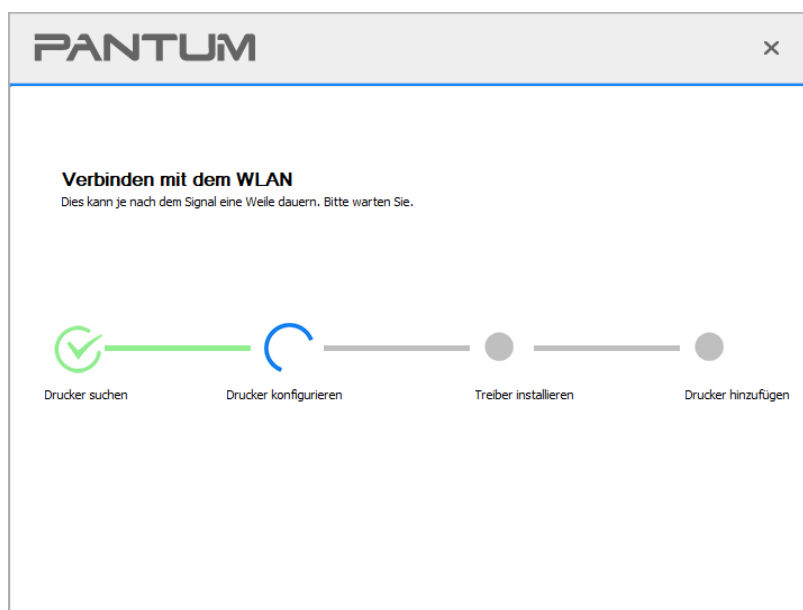 PANTUM
Verbinden mit dem WLAN
Dies kann je nach dem Signal eine Weile dauern. Bitte warten Sie.
Drucker suchen
Drucker konfigurieren
Treiber installieren
Drucker hinzufügen